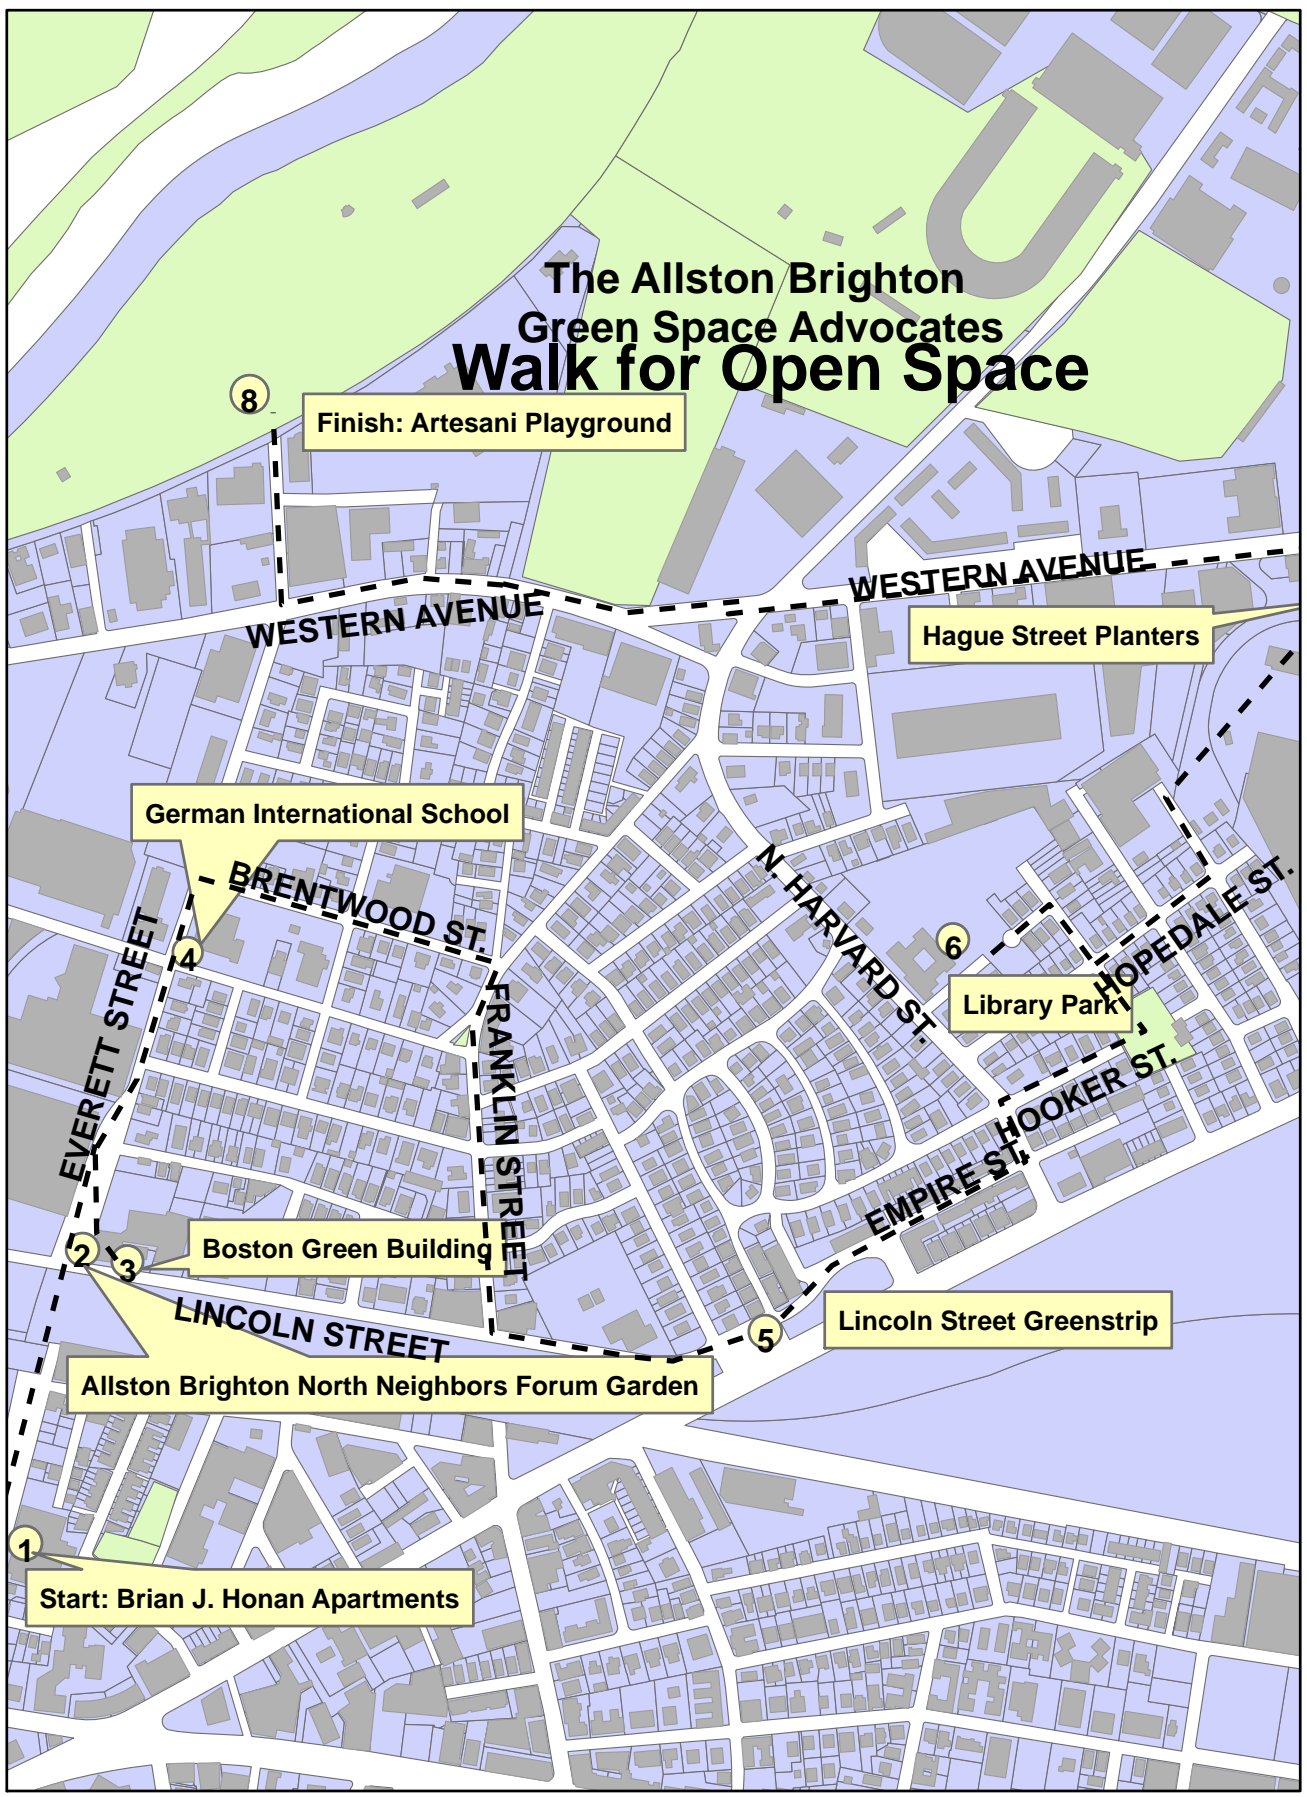 The Allston Brighton
Green Space Advocates
Walk for Open Space
8
Finish: Artesani Playground
WESTERN AVENUE
WESTERN AVENUE
Hague Street Planters
German International School
BRENTWOOD ST.
N. HARVARD ST.
HOPEDALE ST.
EVERETT STREET
4
6
Library Park
FRANKLIN STREET
HOOKER ST.
EMPIRE ST.
2
3
Boston Green Building
LINCOLN STREET
5
Lincoln Street Greenstrip
Allston Brighton North Neighbors Forum Garden
1
Start: Brian J. Honan Apartments